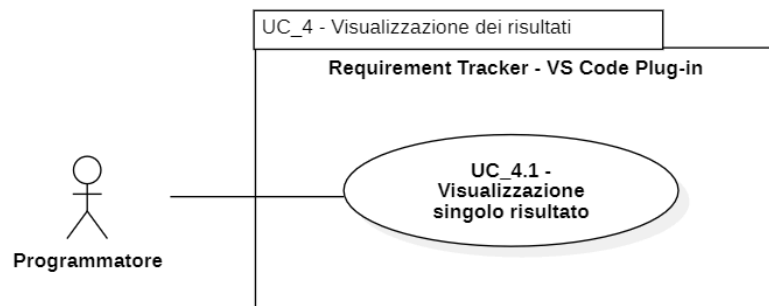 UC_4 - Visualizzazione dei risultati
Requirement Tracker - VS Code Plug-in
UC_4.1 -
Visualizzazione
singolo risultato
Programmatore